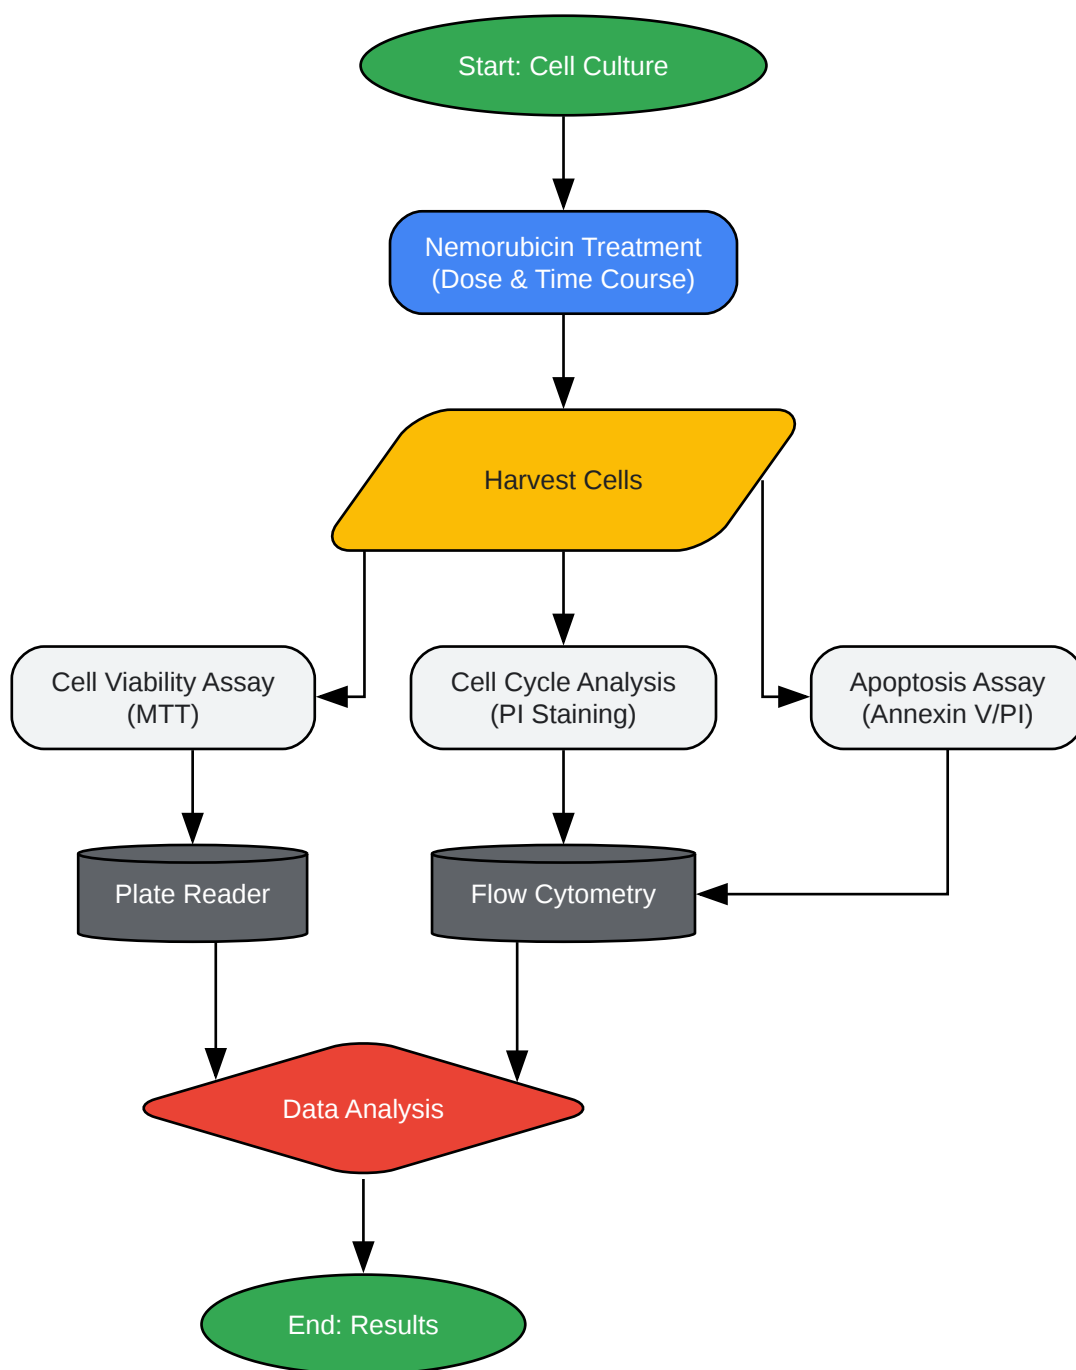 Start: Cell Culture
Nemorubicin Treatment
(Dose & Time Course)
Harvest Cells
Cell Viability Assay
(MTT)
Cell Cycle Analysis
(PI Staining)
Apoptosis Assay
(Annexin V/PI)
Plate Reader
Flow Cytometry
Data Analysis
End: Results